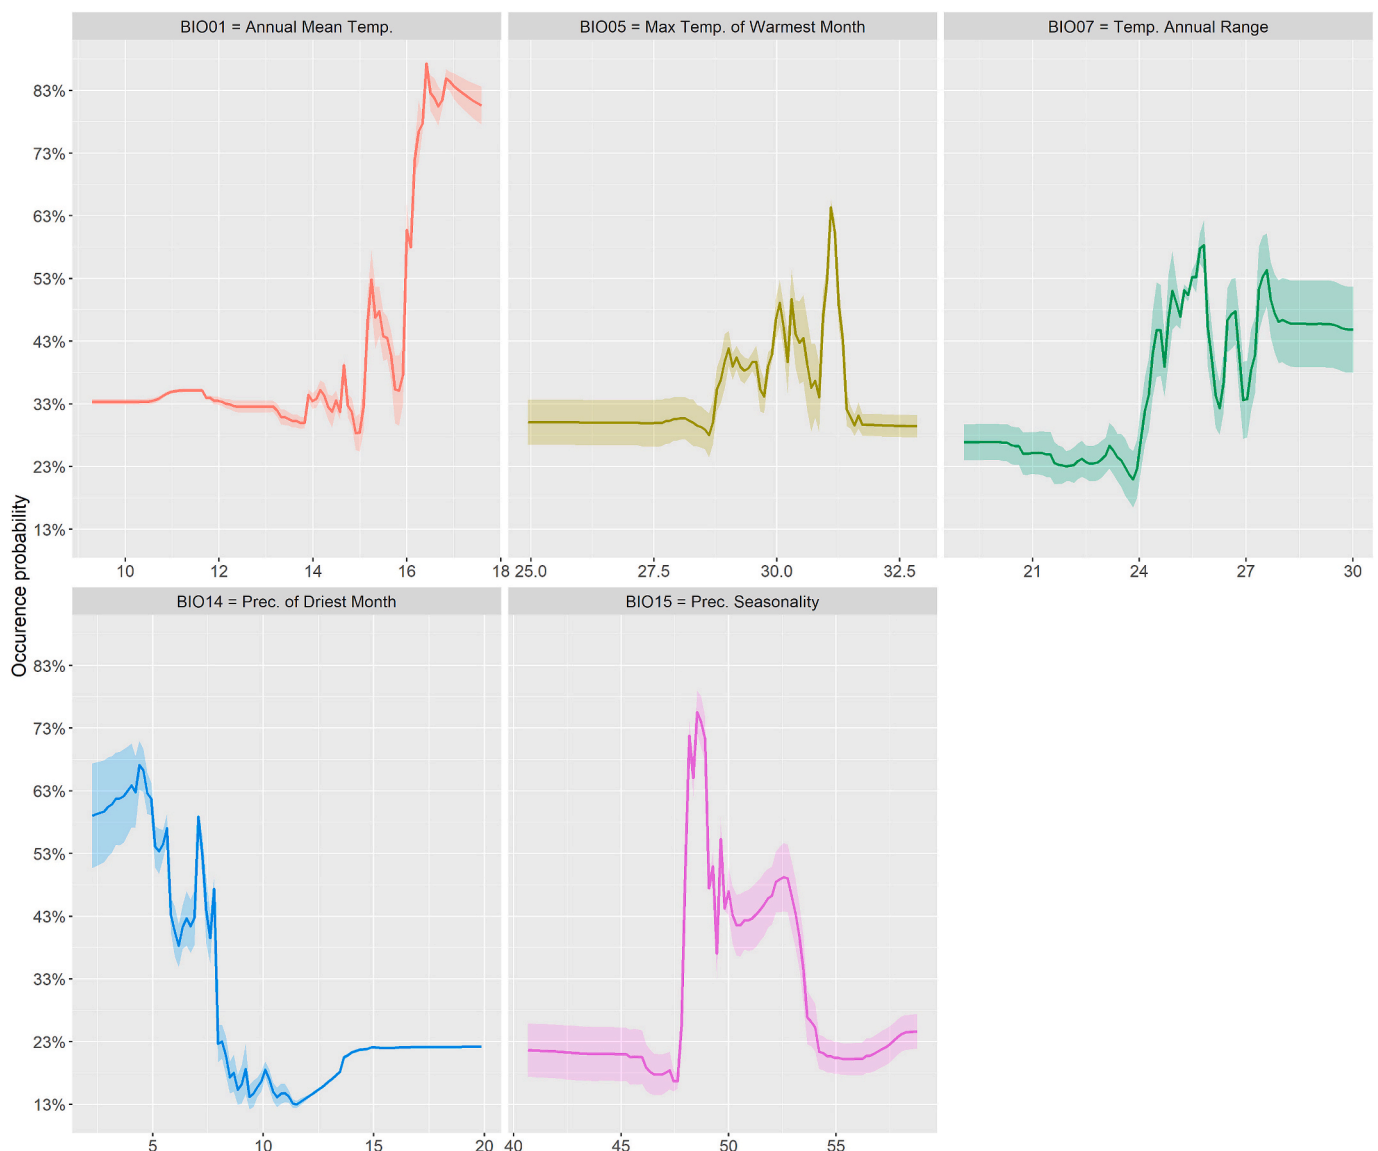 BIO01 = Annual Mean Temp.
BIO05 = Max Temp. of Warmest Month
BIO07 = Temp. Annual Range
83%
73%
63%
53%
43%
33%
23%
13%
10 12 14 16 18
25.0 27.5 30.0 32.5
21 24 27 30
Occurence probability
BIO14 = Prec. of Driest Month
BIO15 = Prec. Seasonality
83%
73%
63%
53%
43%
33%
23%
13%
5 10 15 20
40 45 50 55